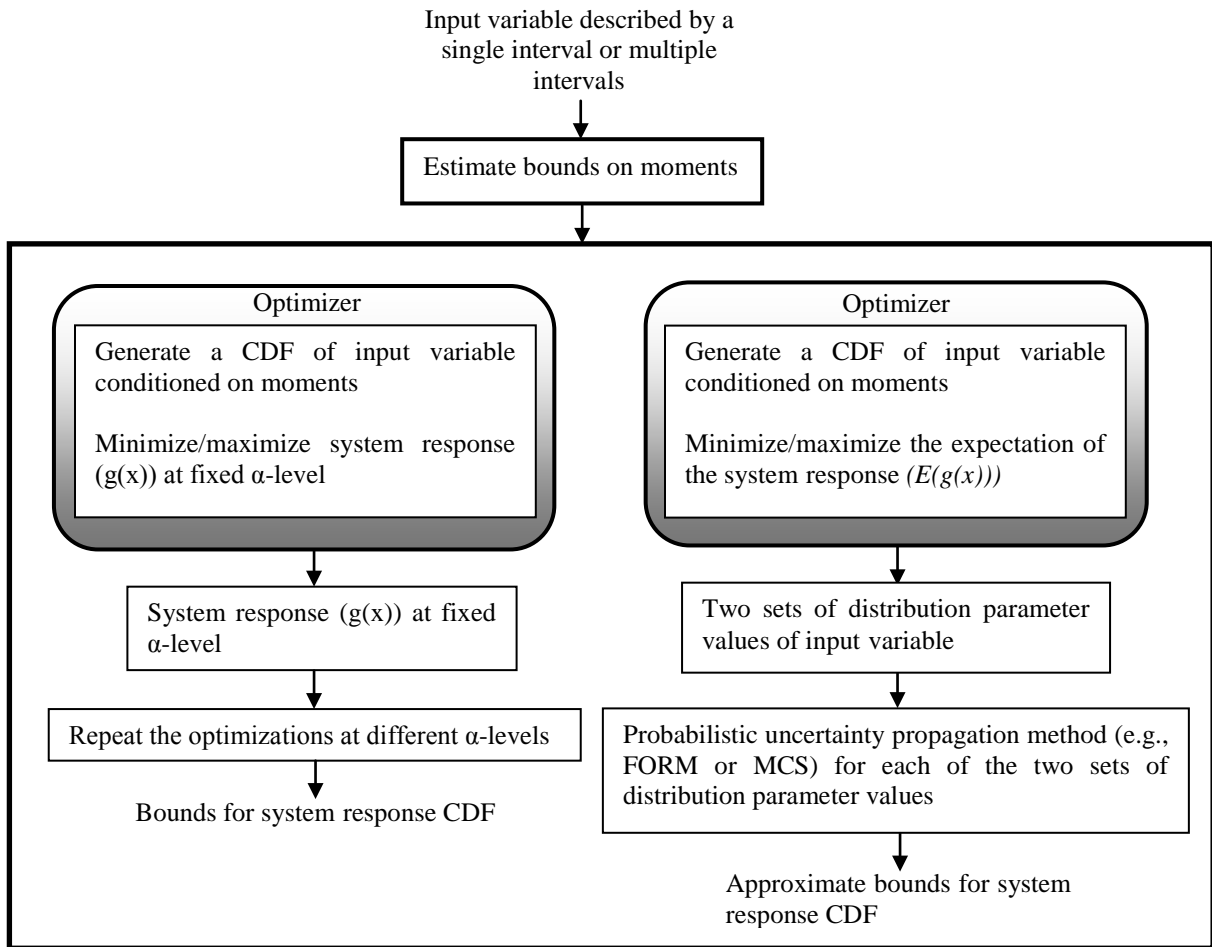 Input variable described by a
single interval or multiple
intervals
Estimate bounds on moments
Optimizer
Generate a CDF of input variable
conditioned on moments
Minimize/maximize system response
(g(x)) at fixed α-level
System response (g(x)) at fixed
α-level
Repeat the optimizations at different α-levels
Bounds for system response CDF
Optimizer
Generate a CDF of input variable
conditioned on moments
Minimize/maximize the expectation of
the system response (E(g(x)))
Two sets of distribution parameter
values of input variable
Probabilistic uncertainty propagation method (e.g.,
FORM or MCS) for each of the two sets of
distribution parameter values
Approximate bounds for system
response CDF